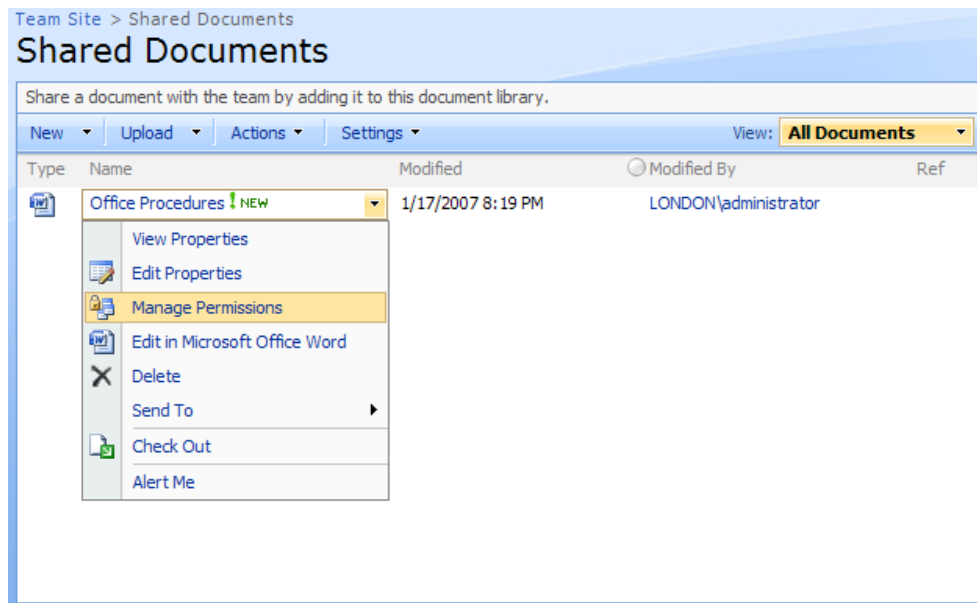 Team Site > Shared Documents
Shared Documents
Share a document with the team by adding it to this document library.
New Upload Actions Settings View: All Documents
Type Name Modified Modified By Ref
Office Procedures ! NEW 1/17/2007 8:19 PM LONDON\administrator
View Properties
Edit Properties
Manage Permissions
Edit in Microsoft Office Word
Delete
Send To
Check Out
Alert Me